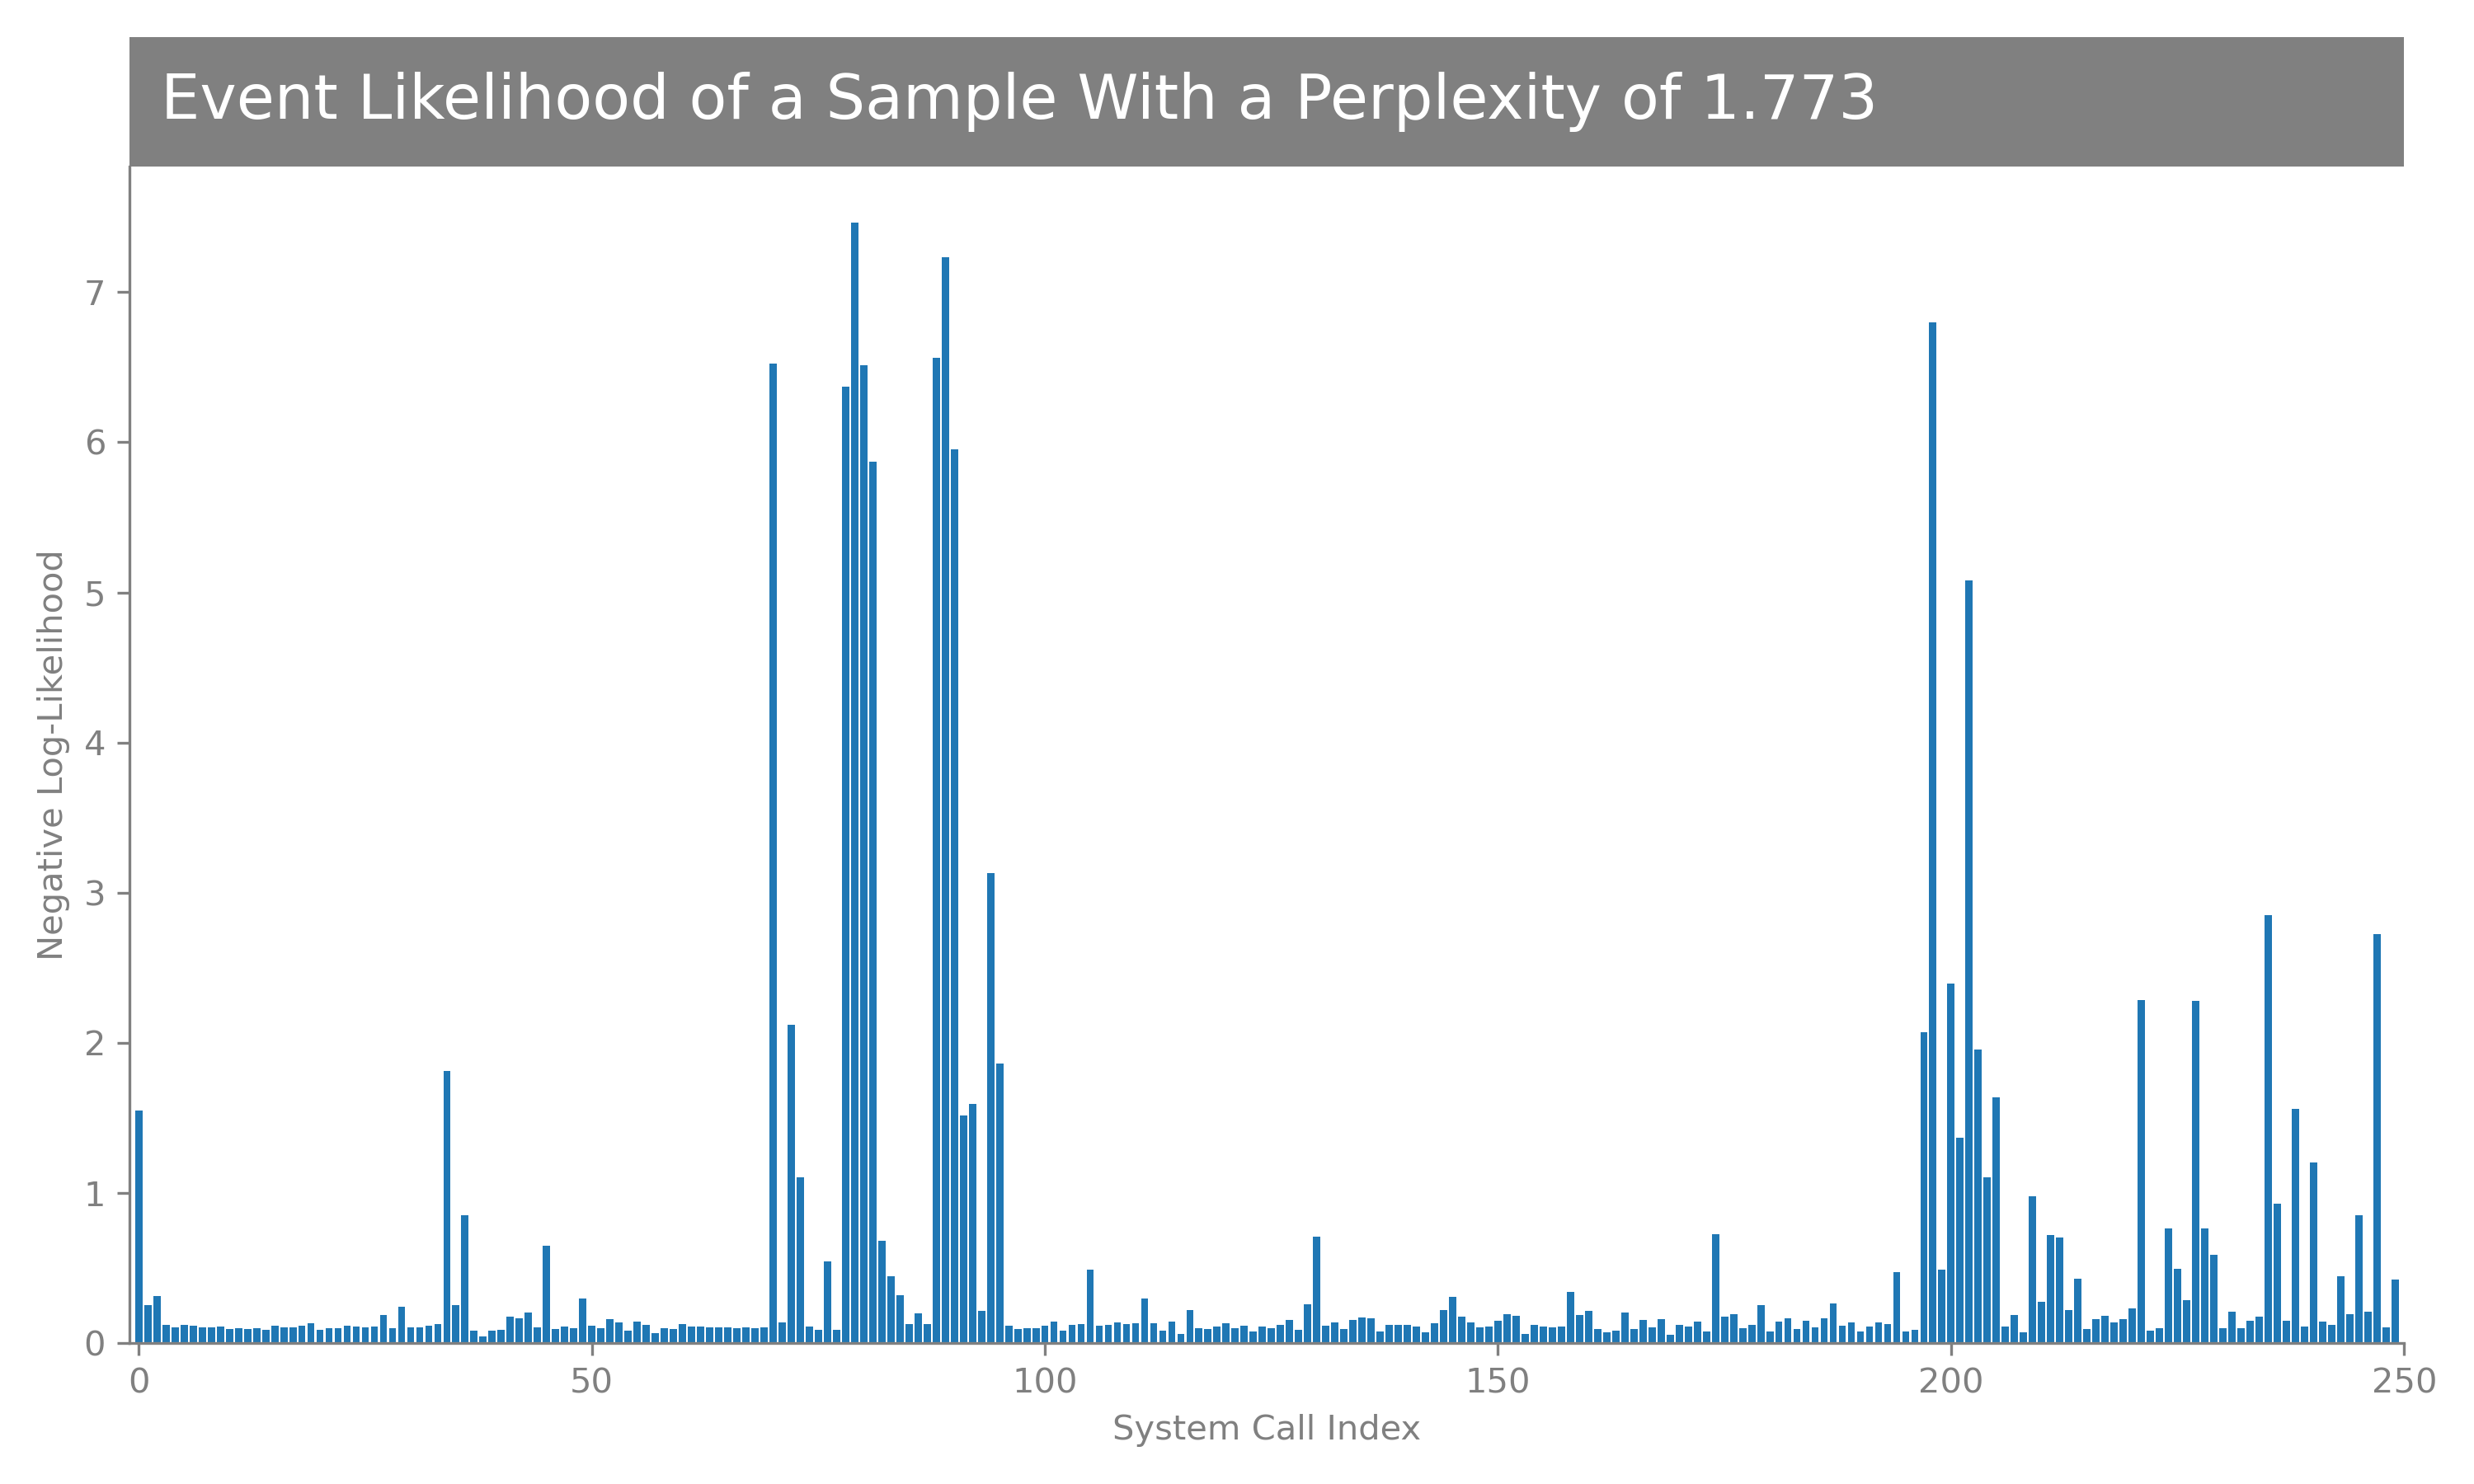 Event Likelihood of a Sample With a Perplexity of 1.773
Negative Log-Likelihood
7
6
5
4
3
2
1
0
0 50 100 150 200 250
System Call Index